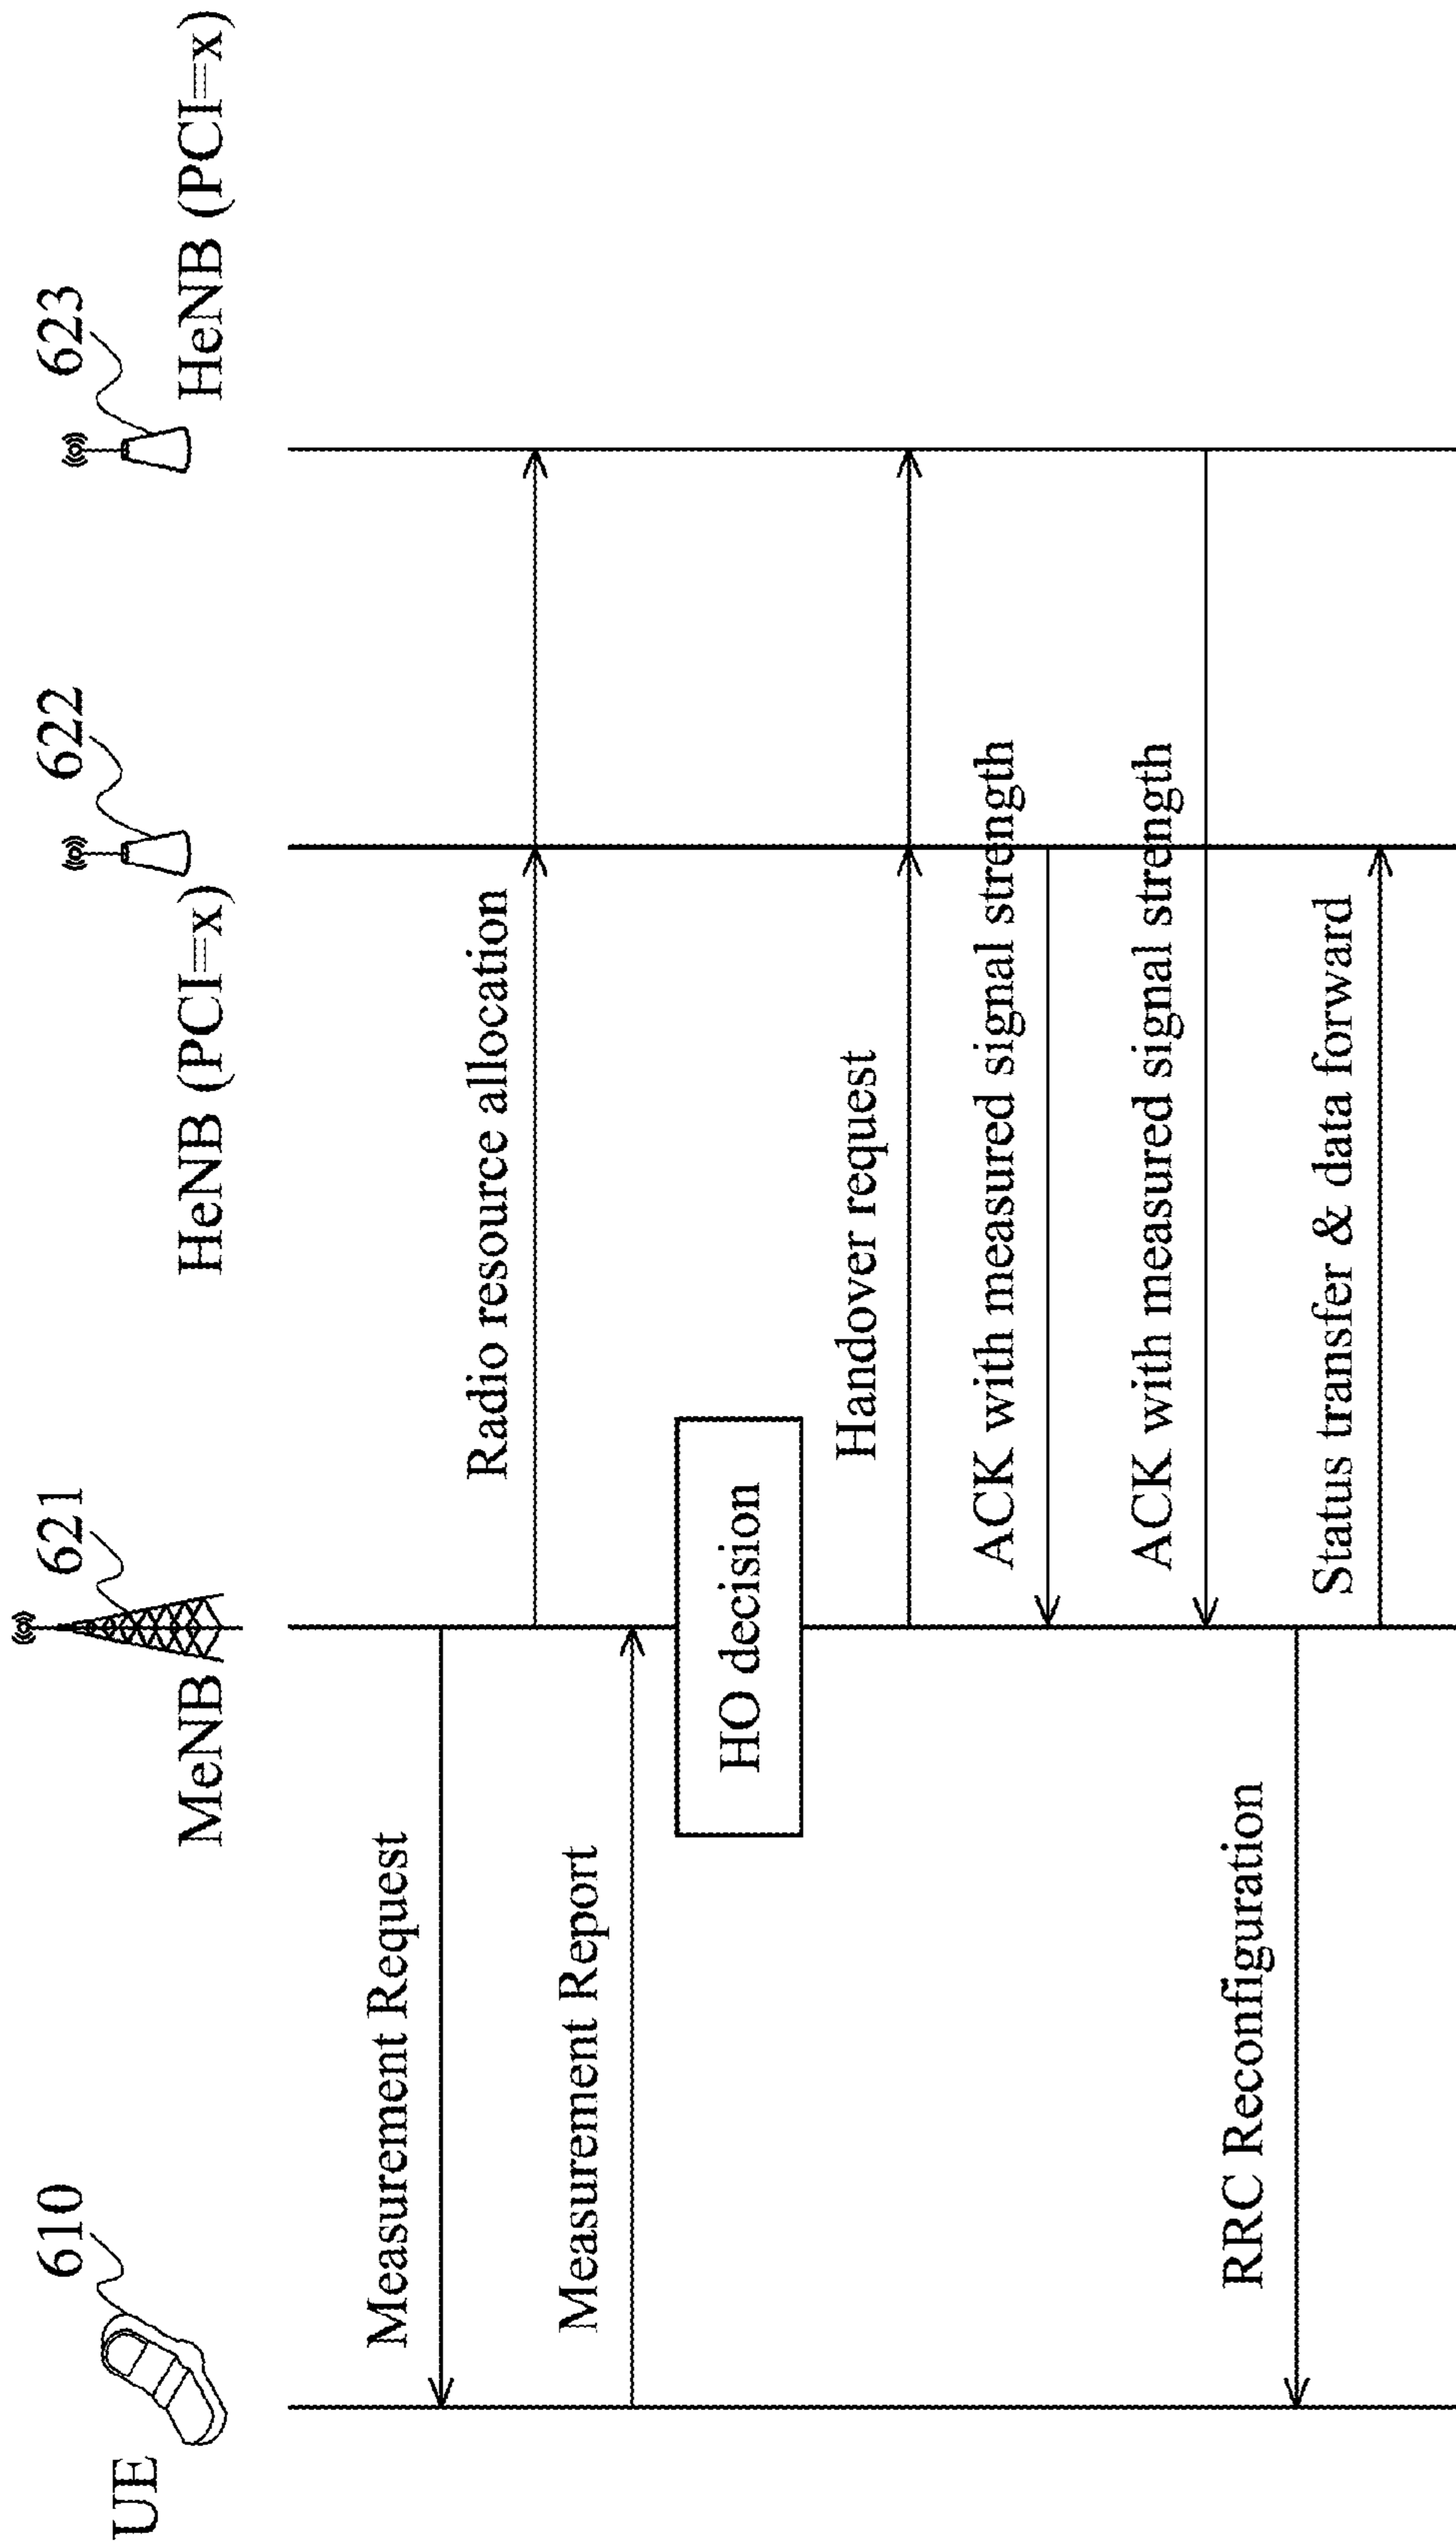 610
621
622
623
UE
MeNB
HeNB (PCI=x)
HeNB (PCI=x)
Measurement Request
Radio resource allocation
Measurement Report
HO decision
Handover request
ACK with measured signal strength
ACK with measured signal strength
RRC Reconfiguration
Status transfer & data forward